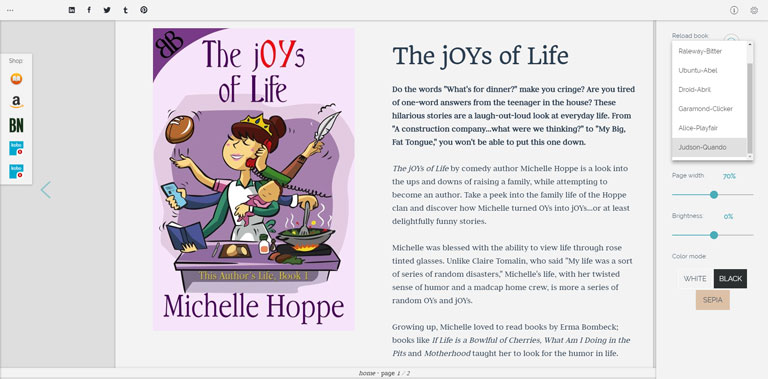 Shop:
a
BN
kobo
kobo
BB
The jOYs
of Life
This Author's Life, Book 1
Michelle Hoppe
The jOYs of Life
Do the words "What's for dinner?" make you cringe? Are you tired
of one-word answers from the teenager in the house? These
hilarious stories are a laugh-out-loud look at everyday life. From
"A construction company...what were we thinking?" to "My Big,
Fat Tongue," you won't be able to put this one down.
The jOYs of Life by comedy author Michelle Hoppe is a look into
the ups and downs of raising a family, while attempting to
become an author. Take a peek into the family life of the Hoppe
clan and discover how Michelle turned OYs into jOYs...or at least
delightfully funny stories.
Michelle was blessed with the ability to view life through rose
tinted glasses. Unlike Claire Tomalin, who said "My life was a sort
of series of random disasters," Michelle's life, with her twisted
sense of humor and a madcap home crew, is more a series of
random OYs and jOYs.
Growing up, Michelle loved to read books by Erma Bombeck;
books like If Life is a Bowlful of Cherries, What Am I Doing in the
Pits and Motherhood taught her to look for the humor in life.
home - page 1 / 2
Reload book:
Raleway-Bitter
Ubuntu-Abel
Droid-Abril
Garamond-Clicker
Alice-Playfair
Judson-Quando
Page width 70%
Brightness 0%
Color mode
WHITE BLACK
SEPIA